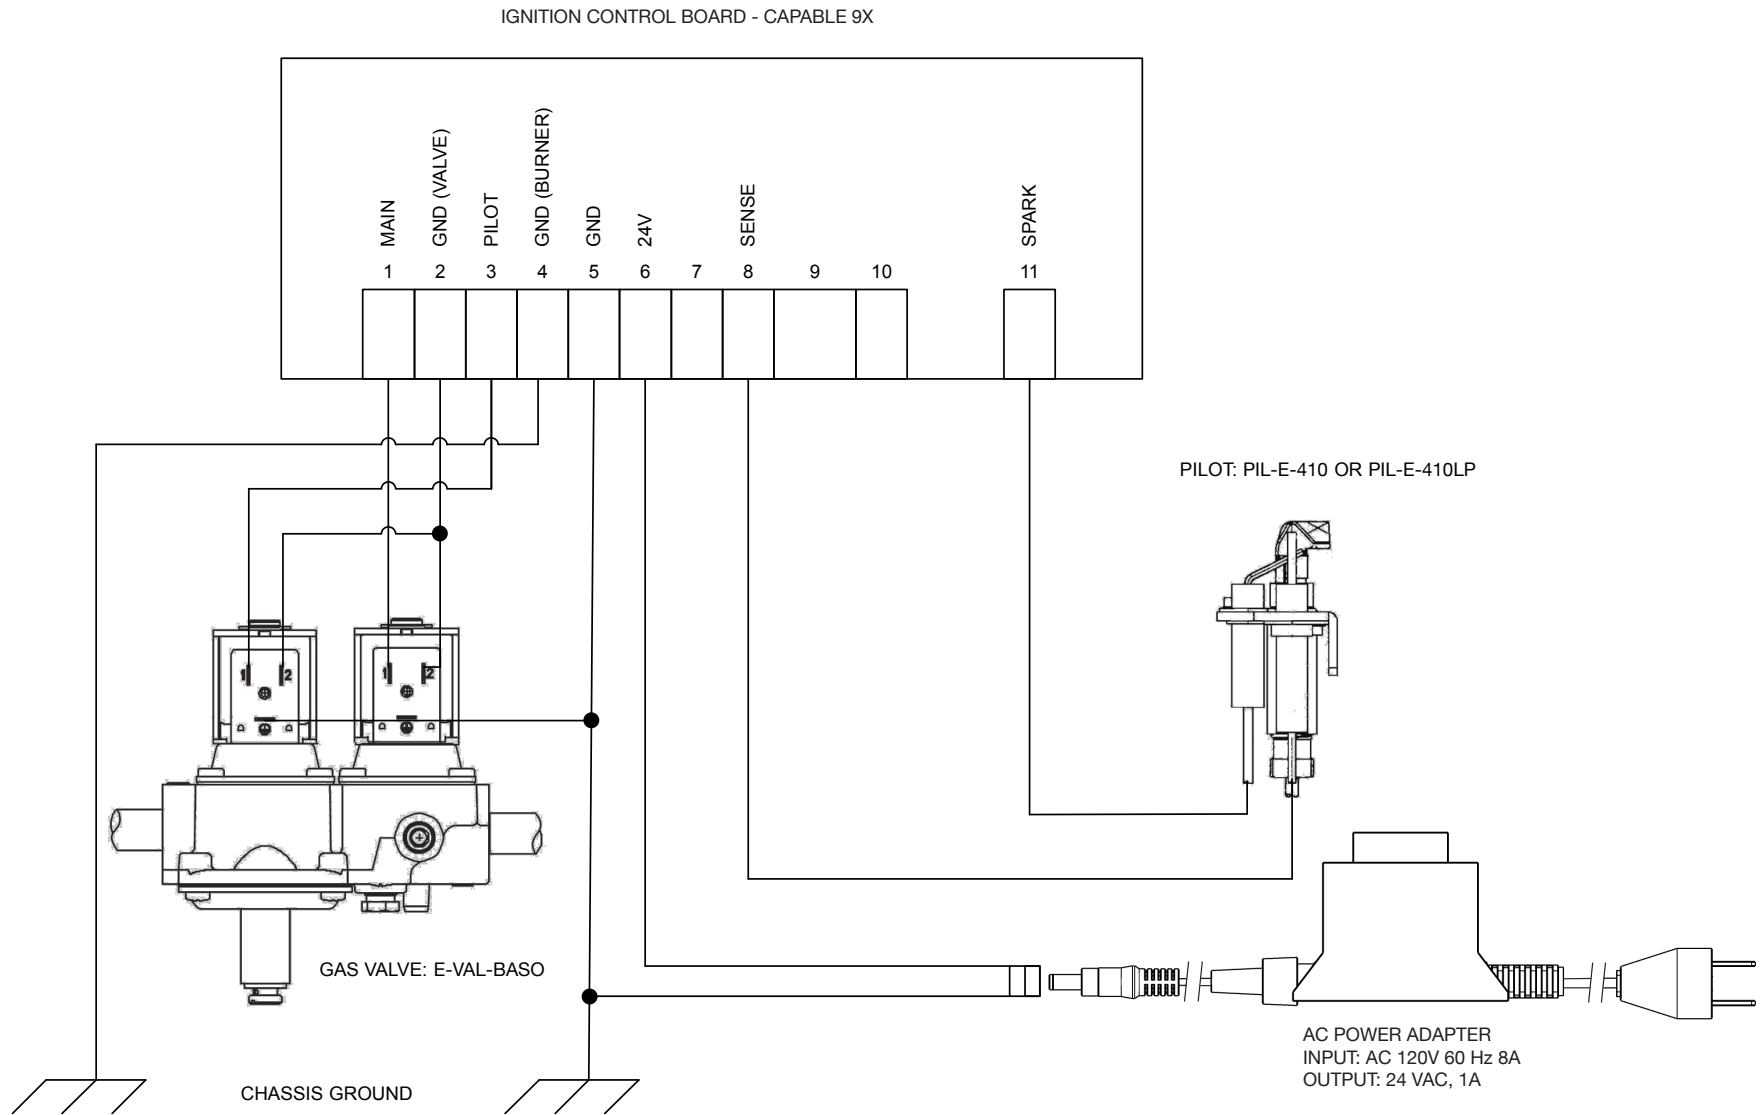 IGNITION CONTROL BOARD - CAPABLE 9X
MAIN
GND (VALVE)
PILOT
GND (BURNER)
GND
24V
SENSE
SPARK
1 2 3 4 5 6 7 8 9 10 11
PILOT: PIL-E-410 OR PIL-E-410LP
1 2 1 2
GAS VALVE: E-VAL-BASO
AC POWER ADAPTER
INPUT: AC 120V 60 Hz 8A
OUTPUT: 24 VAC, 1A
CHASSIS GROUND